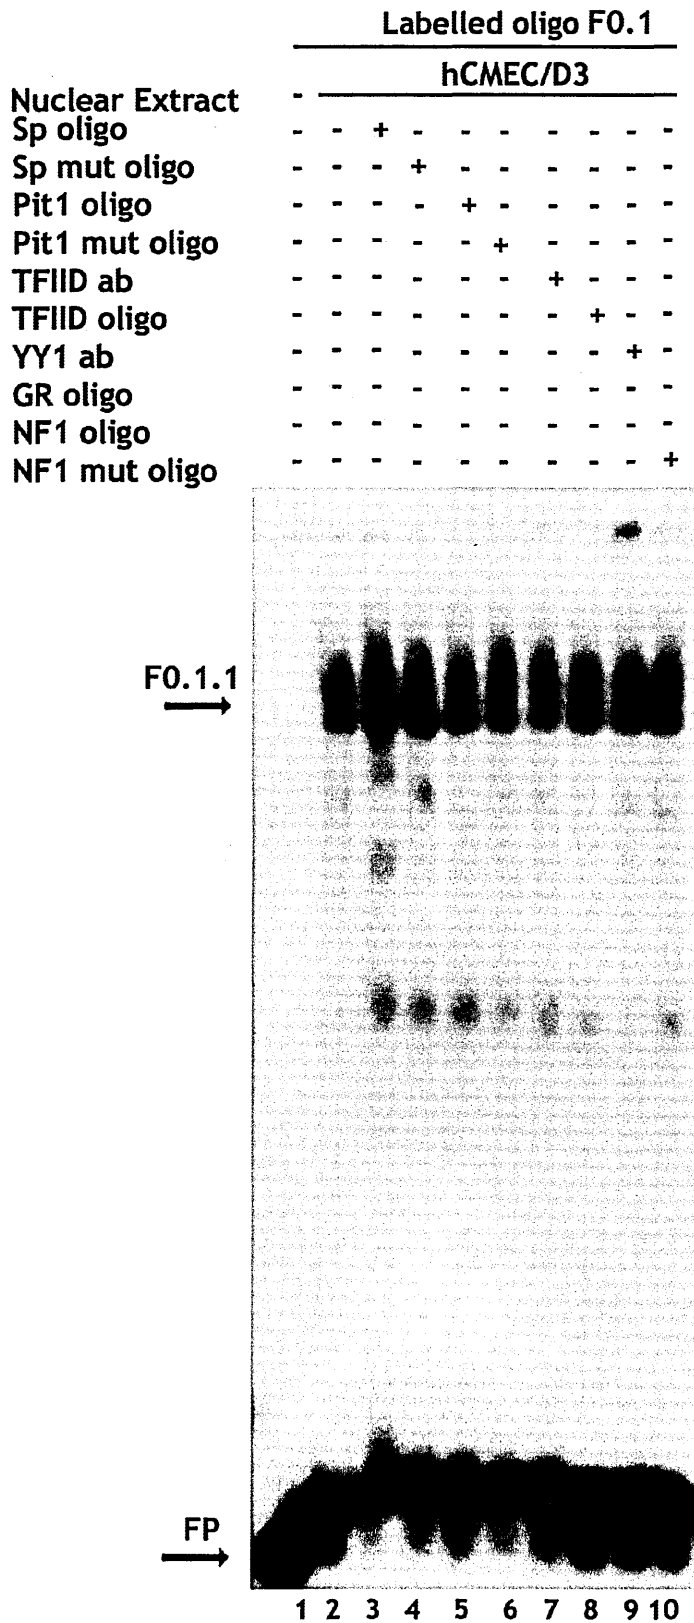 Labelled oligo F0.1
hCMEC/D3
Nuclear Extract -
Sp oligo - - + - - - - - - -
Sp mut oligo - - - + - - - - - -
Pit1 oligo - - - - + - - - - -
Pit1 mut oligo - - - - - + - - - -
TFIID ab - - - - - - + - - -
TFIID oligo - - - - - - - + - -
YY1 ab - - - - - - - - + -
GR oligo - - - - - - - - - -
NF1 oligo - - - - - - - - - -
NF1 mut oligo - - - - - - - - - +
F0.1.1
FP
1 2 3 4 5 6 7 8 9 10